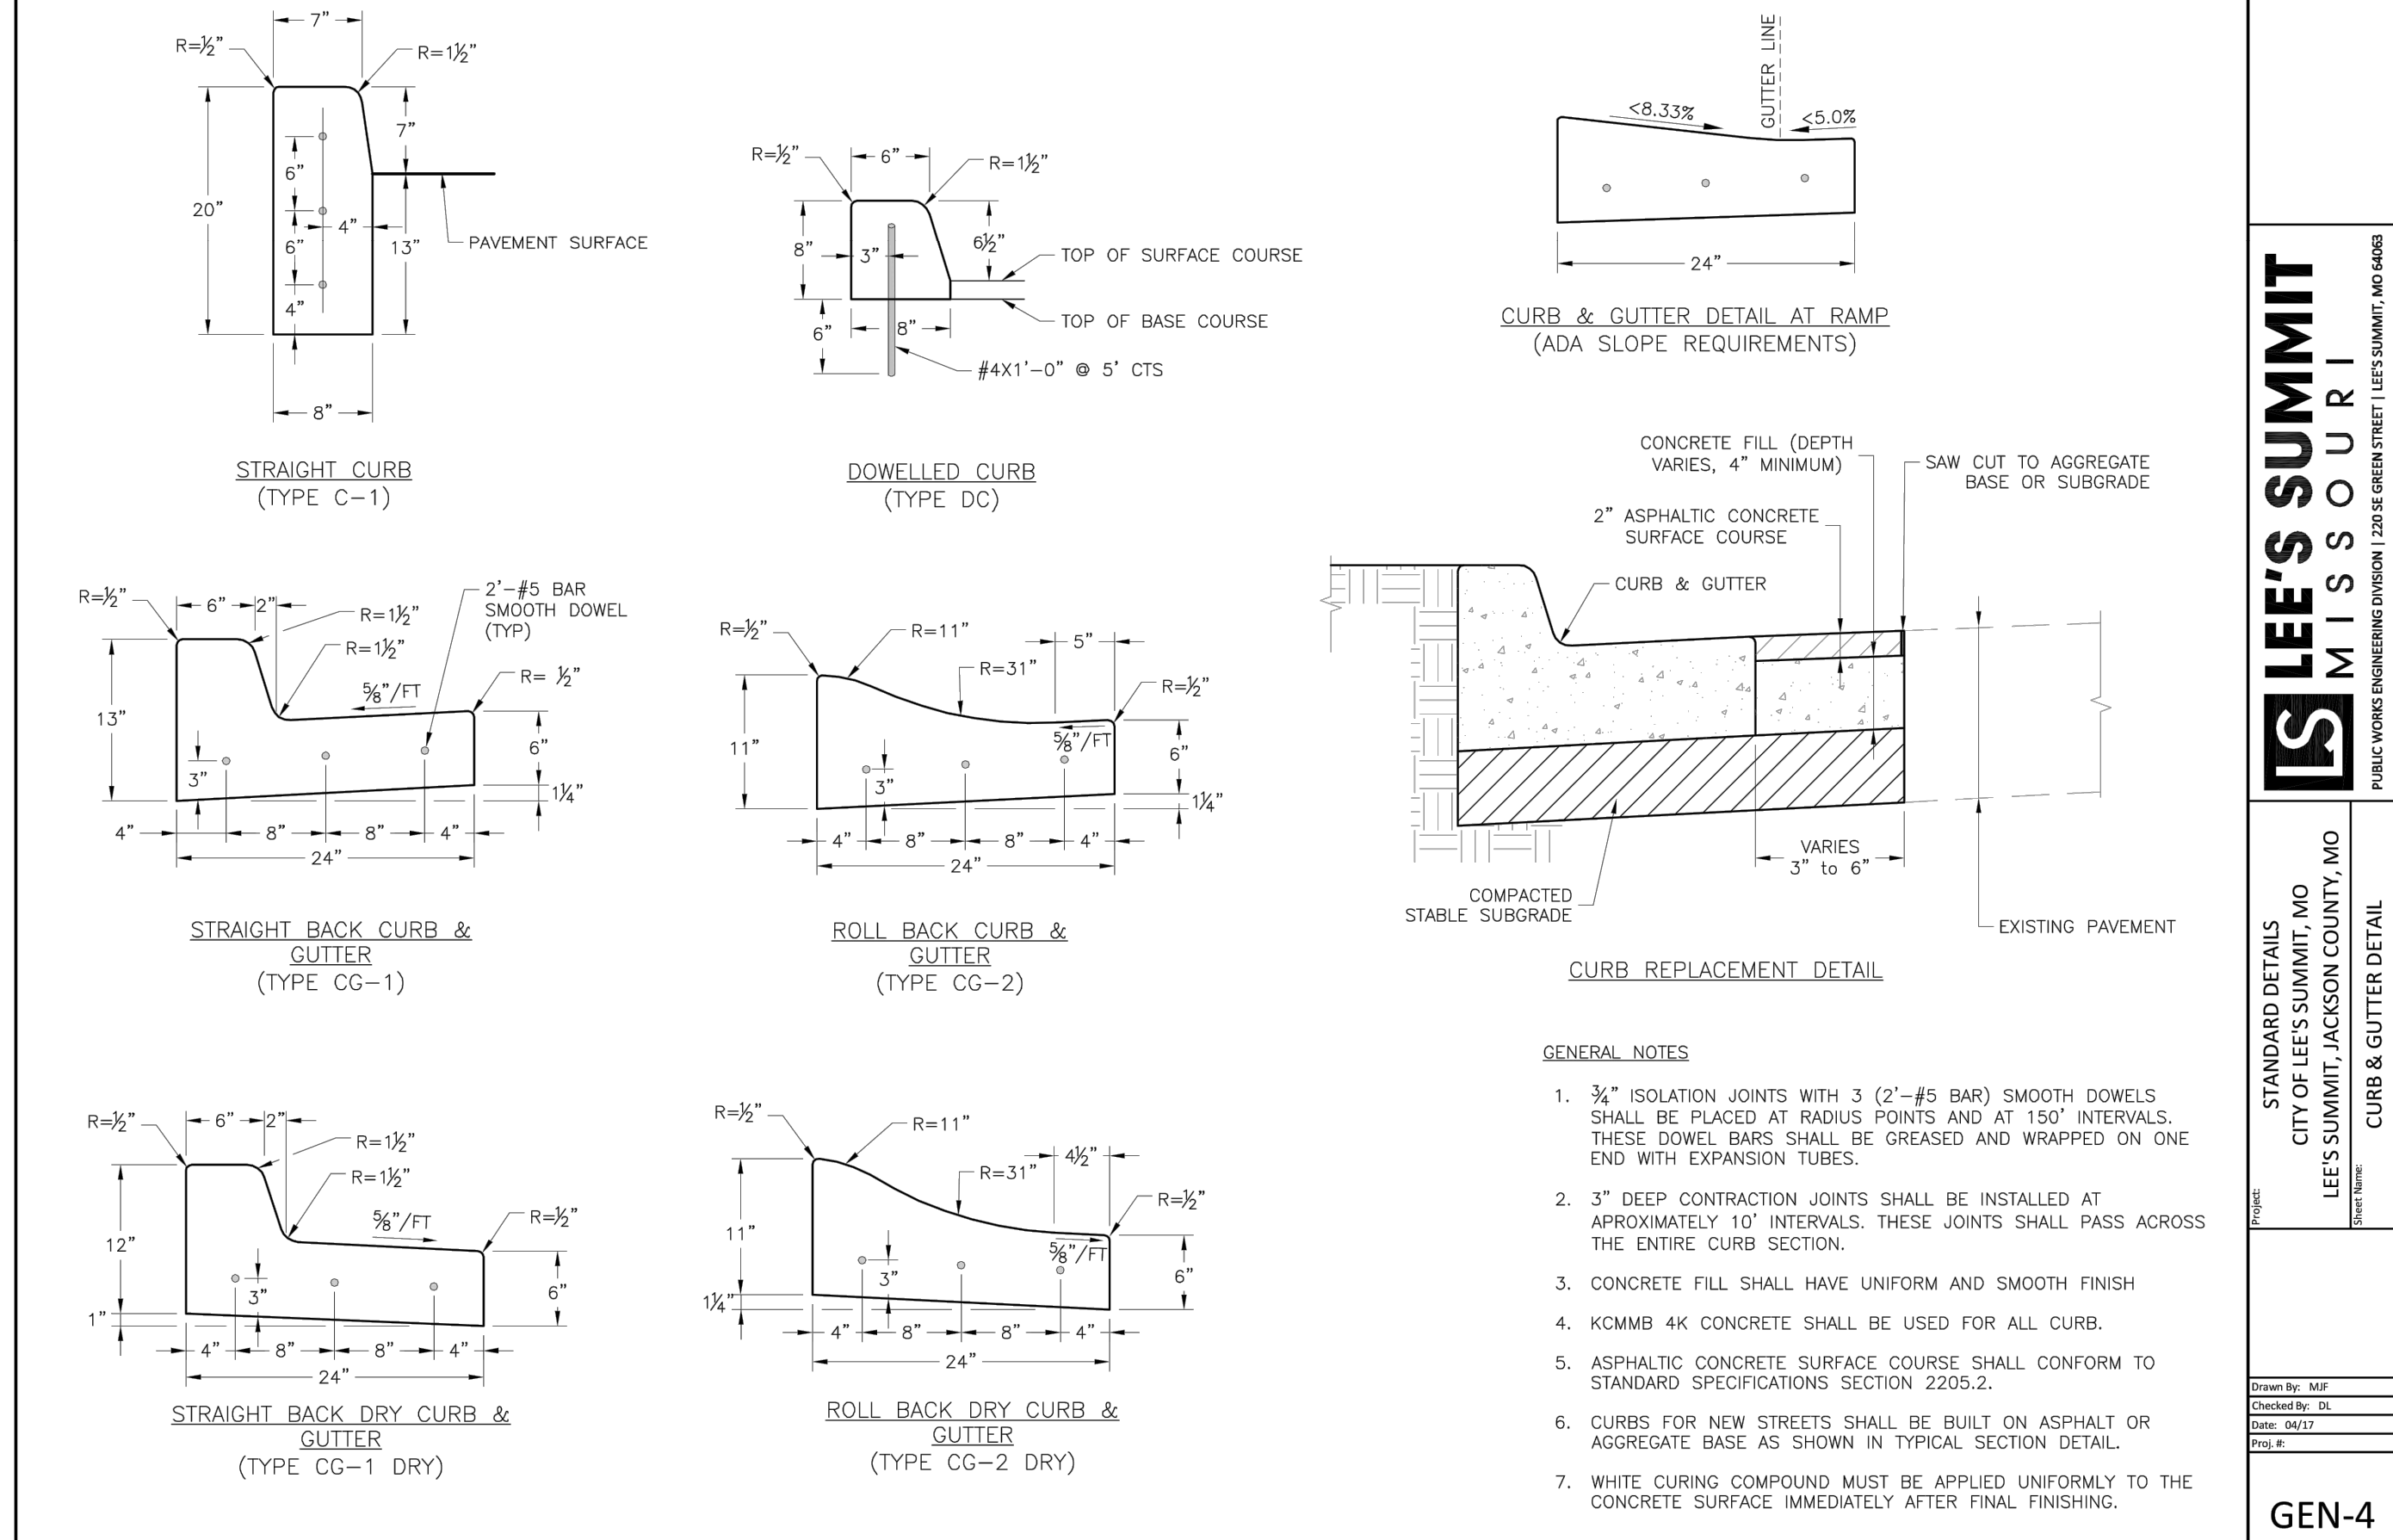 7”
R=½”
R=1½”
7”
6”
20”
4”
6”
13”
PAVEMENT SURFACE
4”
8”
STRAIGHT CURB
(TYPE C–1)
R=½”
6”
R=1½”
8”
3”
6½”
TOP OF SURFACE COURSE
6”
8”
TOP OF BASE COURSE
#4X1’–0” @ 5’ CTS
DOWELLED CURB
(TYPE DC)
GUTTER LINE
<8.33%
<5.0%
24”
CURB & GUTTER DETAIL AT RAMP
(ADA SLOPE REQUIREMENTS)
R=½”
6”
2”
R=1½”
R=1½”
2’–#5 BAR
SMOOTH DOWEL
(TYP)
R= ½”
⅝”/FT
13”
3”
6”
1¼”
4”
8”
8”
4”
24”
STRAIGHT BACK CURB &
GUTTER
(TYPE CG–1)
R=½”
R=11”
R=31”
5”
R=½”
⅝”/FT
11”
3”
6”
1¼”
4”
8”
8”
4”
24”
ROLL BACK CURB &
GUTTER
(TYPE CG–2)
CONCRETE FILL (DEPTH
VARIES, 4” MINIMUM)
SAW CUT TO AGGREGATE
BASE OR SUBGRADE
2” ASPHALTIC CONCRETE
SURFACE COURSE
CURB & GUTTER
VARIES
3” to 6”
COMPACTED
STABLE SUBGRADE
EXISTING PAVEMENT
CURB REPLACEMENT DETAIL
R=½”
6”
2”
R=1½”
R=1½”
R=½”
⅝”/FT
12”
3”
6”
1”
4”
8”
8”
4”
24”
STRAIGHT BACK DRY CURB &
GUTTER
(TYPE CG–1 DRY)
R=½”
R=11”
R=31”
4½”
R=½”
⅝”/FT
11”
3”
6”
1¼”
4”
8”
8”
4”
24”
ROLL BACK DRY CURB &
GUTTER
(TYPE CG–2 DRY)
GENERAL NOTES
1. ¾” ISOLATION JOINTS WITH 3 (2’–#5 BAR) SMOOTH DOWELS
SHALL BE PLACED AT RADIUS POINTS AND AT 150’ INTERVALS.
THESE DOWEL BARS SHALL BE GREASED AND WRAPPED ON ONE
END WITH EXPANSION TUBES.
2. 3” DEEP CONTRACTION JOINTS SHALL BE INSTALLED AT
APROXIMATELY 10’ INTERVALS. THESE JOINTS SHALL PASS ACROSS
THE ENTIRE CURB SECTION.
3. CONCRETE FILL SHALL HAVE UNIFORM AND SMOOTH FINISH
4. KCMMB 4K CONCRETE SHALL BE USED FOR ALL CURB.
5. ASPHALTIC CONCRETE SURFACE COURSE SHALL CONFORM TO
STANDARD SPECIFICATIONS SECTION 2205.2.
6. CURBS FOR NEW STREETS SHALL BE BUILT ON ASPHALT OR
AGGREGATE BASE AS SHOWN IN TYPICAL SECTION DETAIL.
7. WHITE CURING COMPOUND MUST BE APPLIED UNIFORMLY TO THE
CONCRETE SURFACE IMMEDIATELY AFTER FINAL FINISHING.
LS LEE'S SUMMIT
MISSOURI
PUBLIC WORKS ENGINEERING DIVISION | 220 SE GREEN STREET | LEE'S SUMMIT, MO 64063
Project:
STANDARD DETAILS
CITY OF LEE'S SUMMIT, MO
LEE'S SUMMIT, JACKSON COUNTY, MO
Sheet Name:
CURB & GUTTER DETAIL
Drawn By: MJF
Checked By: DL
Date: 04/17
Proj. #:
GEN-4